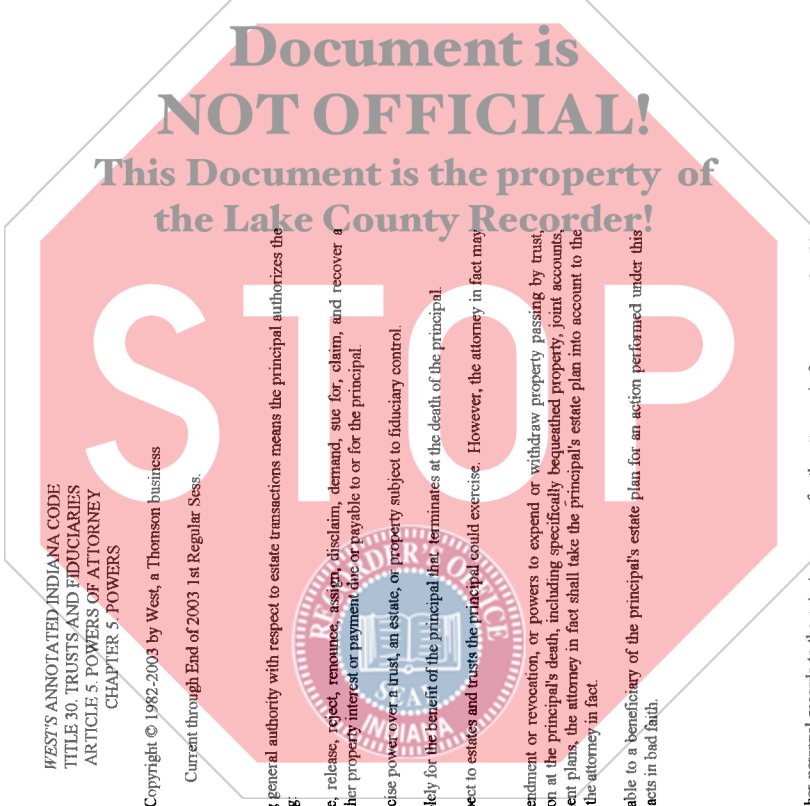 Document is
NOT OFFICIAL!
This Document is the property of
the Lake County Recorder!
STOP
WEST'S ANNOTATED INDIANA CODE
TITLE 30. TRUSTS AND FIDUCIARIES
ARTICLE 5. POWERS OF ATTORNEY
CHAPTER 5. POWERS
Copyright © 1982-2003 by West, a Thomson business
Current through End of 2003 1st Regular Sess.
general authority with respect to estate transactions means the principal authorizes the
release, reject, renounce, assign, disclaim, demand, sue for, claim, and recover a
her property interest or payment due or payable to or for the principal.
cise power over a trust, an estate, or property subject to fiduciary control.
lely for the benefit of the principal that terminates at the death of the principal.
ect to estates and trusts the principal could exercise. However, the attorney in fact may
endment or revocation, or powers to expend or withdraw property passing by trust,
on at the principal's death, including specifically bequeathed property, joint accounts,
ent plans, the attorney in fact shall take the principal's estate plan into account to the
the attorney in fact.
able to a beneficiary of the principal's estate plan for an action performed under this
acts in bad faith.
SEAL
INDIANA